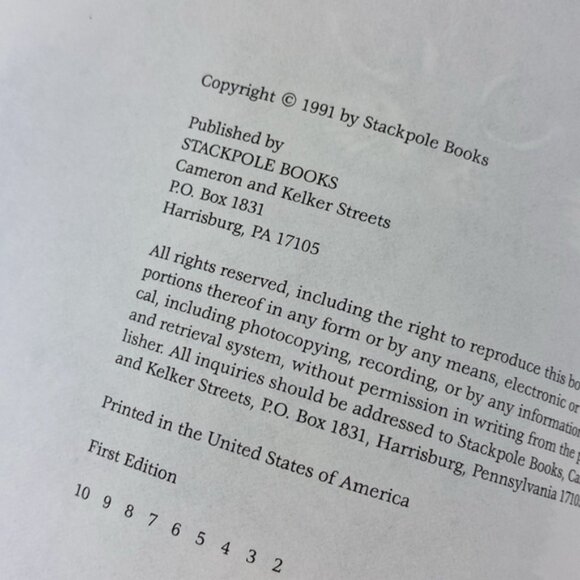 Copyright © 1991 by Stackpole Books
Published by
STACKPOLE BOOKS
Cameron and Kelker Streets
P.O. Box 1831
Harrisburg, PA 17105
All rights reserved, including the right to reproduce this
portions thereof in any form or by any means, electronic or
cal, including photocopying, recording, or by any information
and retrieval system, without permission in writing from the
lisher. All inquiries should be addressed to Stackpole Books,
and Kelker Streets, P.O. Box 1831, Harrisburg, Pennsylvania 17105
Printed in the United States of America
First Edition
10 9 8 7 6 5 4 3 2